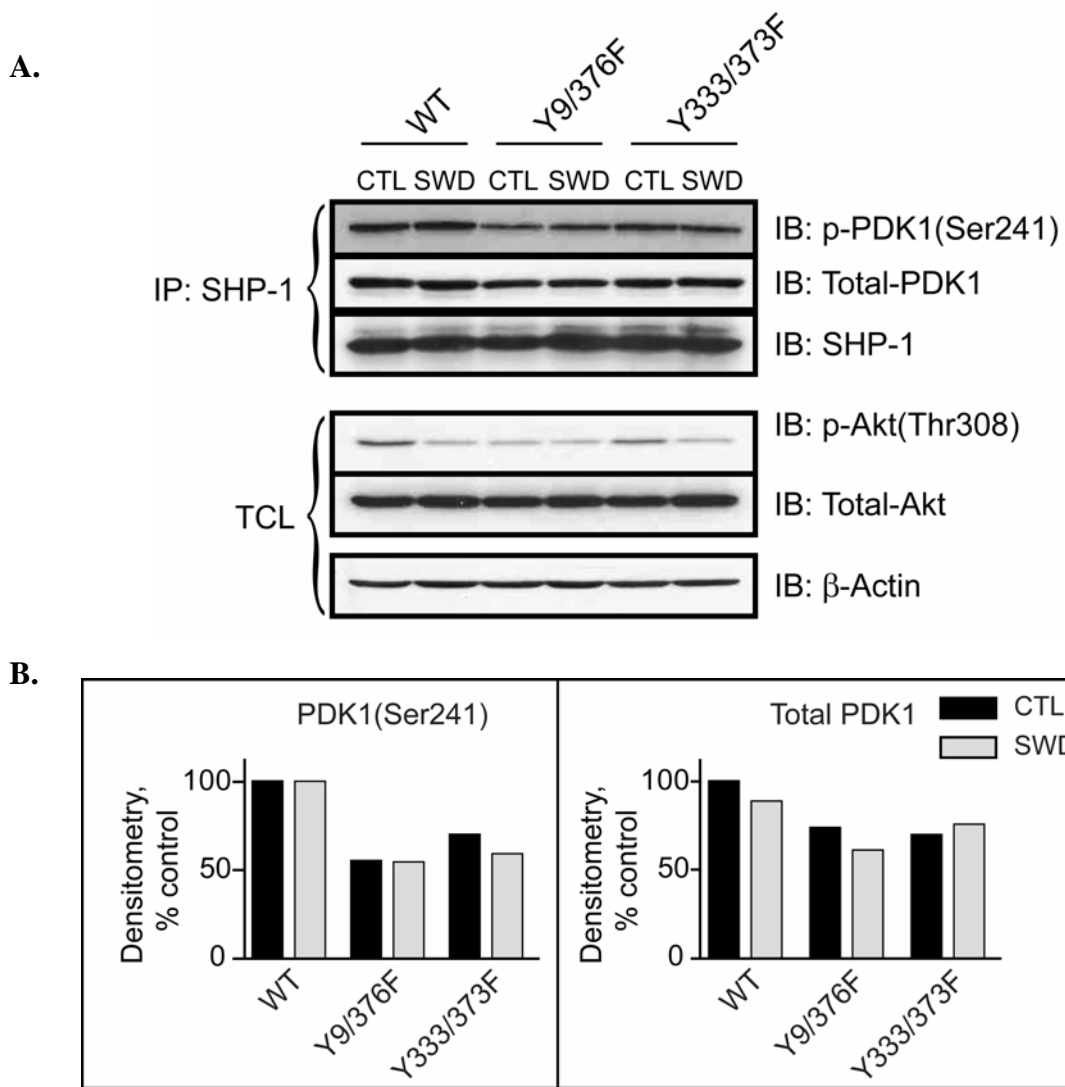 A.
WT Y9/376F Y333/373F
CTL SWD CTL SWD CTL SWD
IP: SHP-1
IB: p-PDK1(Ser241)
IB: Total-PDK1
IB: SHP-1
TCL
IB: p-Akt(Thr308)
IB: Total-Akt
IB: β-Actin
B.
PDK1(Ser241)
Densitometry,
% control
100
50
0
WT Y9/376F Y333/373F
Total PDK1
CTL
SWD
Densitometry,
% control
100
50
0
WT Y9/376F Y333/373F